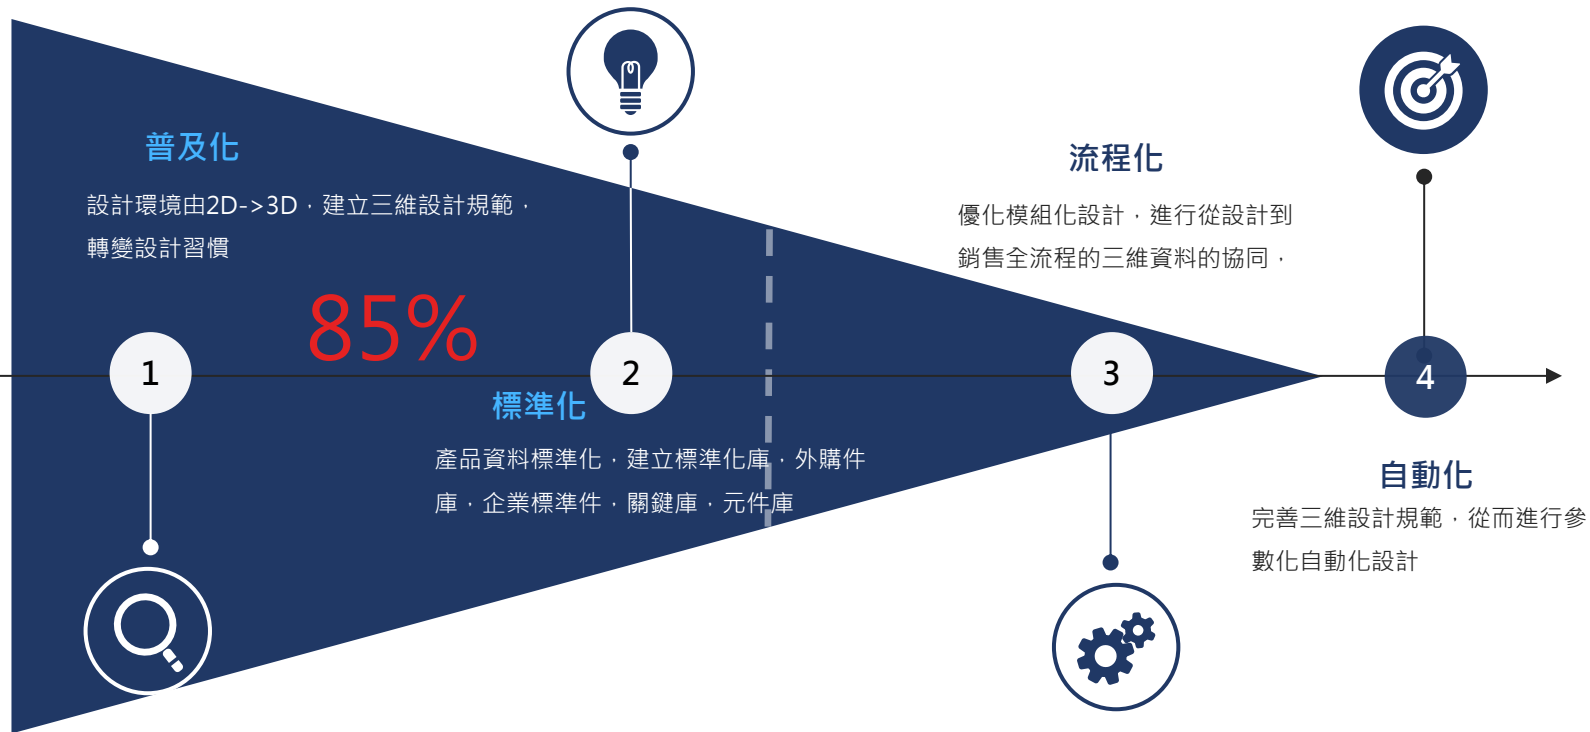 普及化
設計環境由2D->3D，建立三維設計規範，
轉變設計習慣
85%
1
2
標準化
產品資料標準化，建立標準化庫，外購件
庫，企業標準件，關鍵庫，元件庫
流程化
優化模組化設計，進行從設計到
銷售全流程的三維資料的協同，
3
4
自動化
完善三維設計規範，從而進行參
數化自動化設計